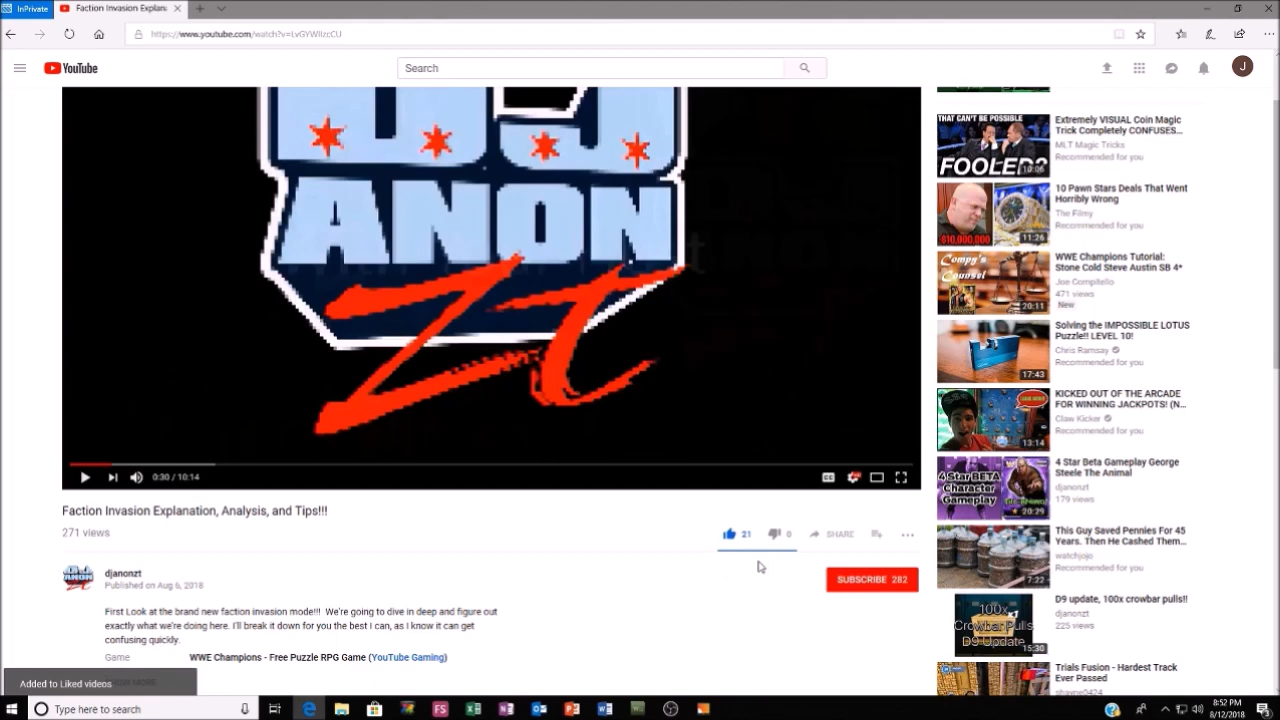 InPrivate
Faction Invasion Explana
https://www.youtube.com/watch?v=LvGYWlIzcCU
YouTube
Search
J
ANON
zt
0:30 / 10:14
Faction Invasion Explanation, Analysis, and Tips!!!
271 views
21
0
SHARE
djanonzt
Published on Aug 6, 2018
SUBSCRIBE 282
First Look at the brand new faction invasion mode!!! We're going to dive in deep and figure out
exactly what we're doing here. I'll break it down for you the best I can, as I know it can get
confusing quickly.
Game
WWE Champions - Free Puzzle RPG Game (YouTube Gaming)
SHOW MORE
Added to Liked videos
THAT CAN'T BE POSSIBLE
FOOLED?
10:06
Extremely VISUAL Coin Magic
Trick Completely CONFUSES...
MLT Magic Tricks
Recommended for you
$10,000,000
11:26
10 Pawn Stars Deals That Went
Horribly Wrong
The Filmy
Recommended for you
Compy's
Counsel
20:11
WWE Champions Tutorial:
Stone Cold Steve Austin SB 4*
Joe Compitello
471 views
New
17:43
Solving the IMPOSSIBLE LOTUS
Puzzle!! LEVEL 10!
Chris Ramsay
Recommended for you
13:14
KICKED OUT OF THE ARCADE
FOR WINNING JACKPOTS! (N...
Claw Kicker
Recommended for you
4 Star BETA
Character
Gameplay
20:29
4 Star Beta Gameplay George
Steele The Animal
djanonzt
179 views
7:22
This Guy Saved Pennies For 45
Years. Then He Cashed Them...
watchjojo
Recommended for you
100x
Crowbar Pulls
D9 Update
15:30
D9 update, 100x crowbar pulls!!
djanonzt
225 views
Trials Fusion - Hardest Track
Ever Passed
shayne0424
Type here to search
8:52 PM
8/12/2018